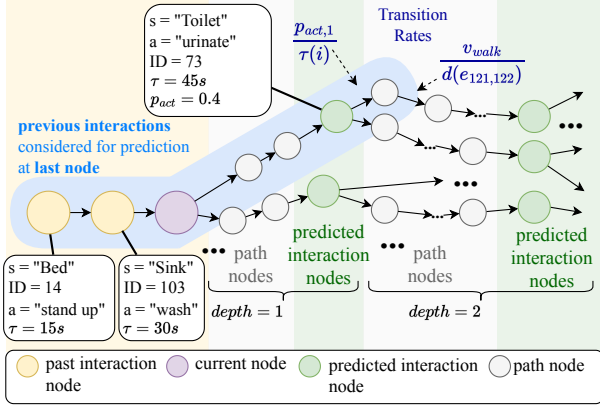 s = "Toilet"
a = "urinate"
ID = 73
τ = 45s
p_act = 0.4
p_act,1 / τ(i)
Transition
Rates
v_walk / d(e_121,122)
previous interactions
considered for prediction
at last node
...
...
...
...
...
...
s = "Bed"
ID = 14
a = "stand up"
τ = 15s
s = "Sink"
ID = 103
a = "wash"
τ = 30s
...
path
nodes
predicted
interaction
nodes
...
path
nodes
predicted
interaction
nodes
depth = 1
depth = 2
past interaction
node
current node
predicted interaction
node
path node